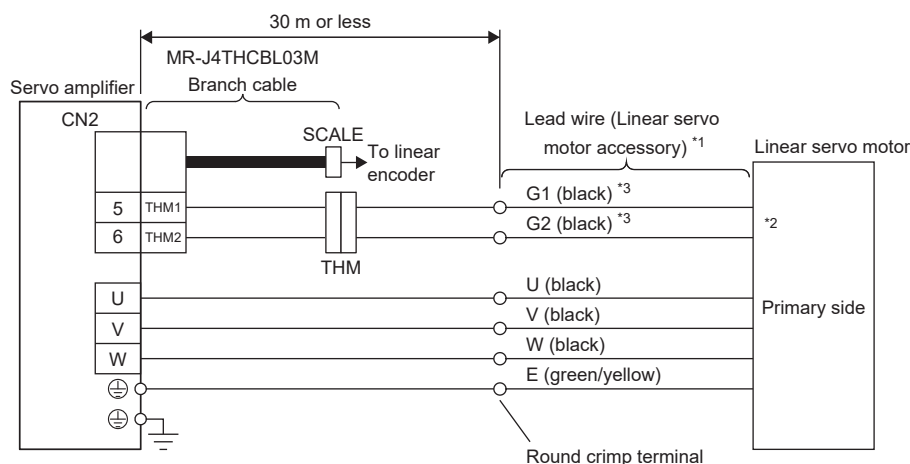 30 m or less
MR-J4THCBL03M
Servo amplifier
Branch cable
CN2
SCALE
To linear
encoder
Lead wire (Linear servo
motor accessory) *1
Linear servo motor
5
THM1
G1 (black) *3
6
THM2
G2 (black) *3
*2
THM
U
U (black)
V
V (black)
Primary side
W
W (black)
E (green/yellow)
Round crimp terminal